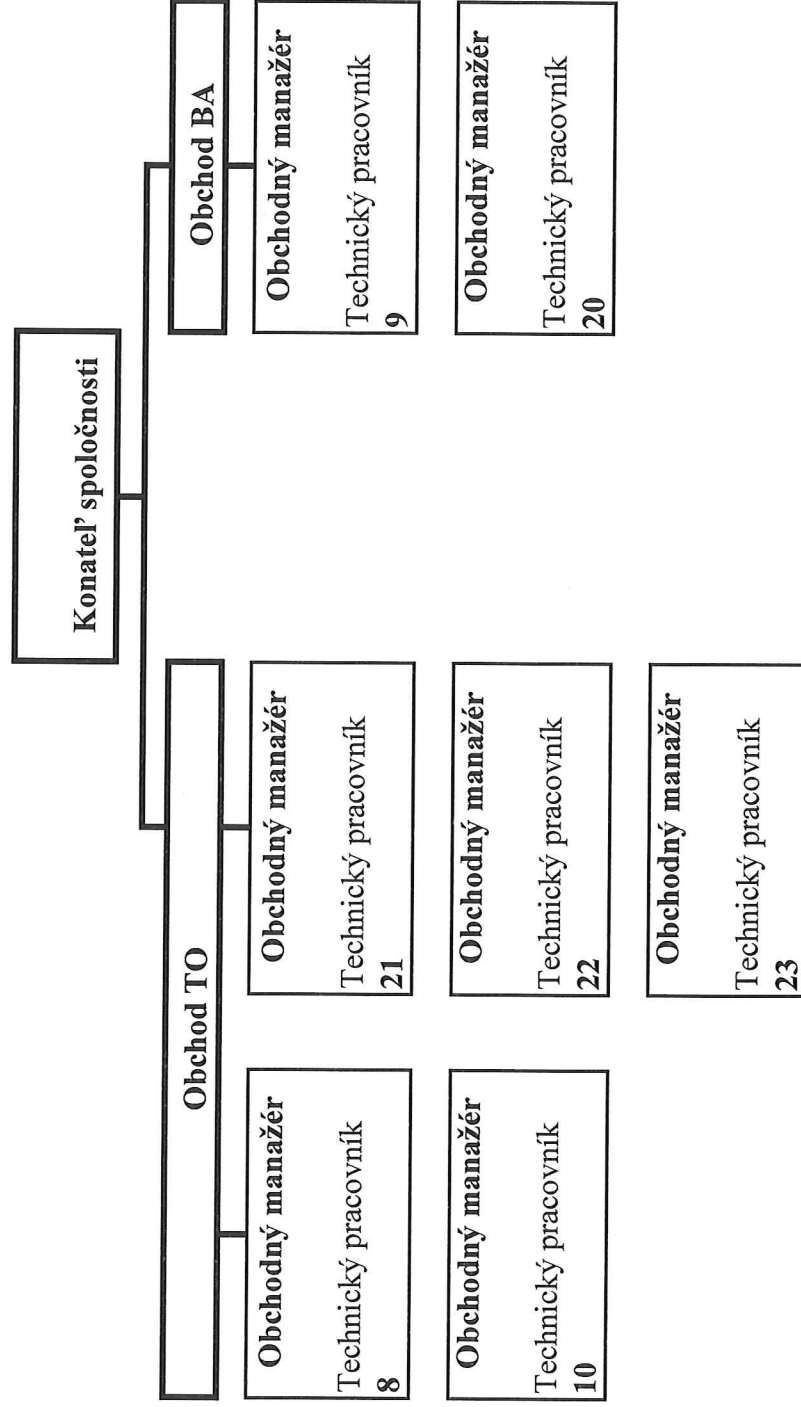 Konateľ spoločnosti
Obchod TO
Obchod BA
Obchodný manažér
Technický pracovník
8
Obchodný manažér
Technický pracovník
10
Obchodný manažér
Technický pracovník
21
Obchodný manažér
Technický pracovník
22
Obchodný manažér
Technický pracovník
23
Obchodný manažér
Technický pracovník
9
Obchodný manažér
Technický pracovník
20